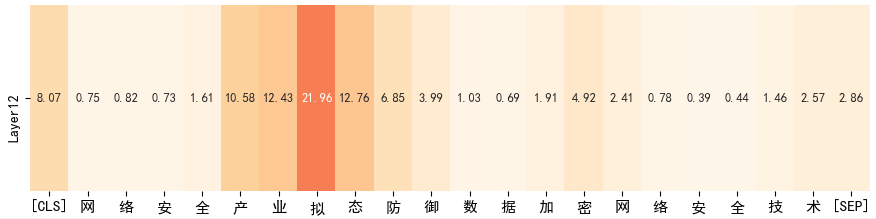 Layer12
8.07 0.75 0.82 0.73 1.61 10.58 12.43 21.96 12.76 6.85 3.99 1.03 0.69 1.91 4.92 2.41 0.78 0.39 0.44 1.46 2.57 2.86
[CLS] 网 络 安 全 产 业 拟 态 防 御 数 据 加 密 网 络 安 全 技 术 [SEP]